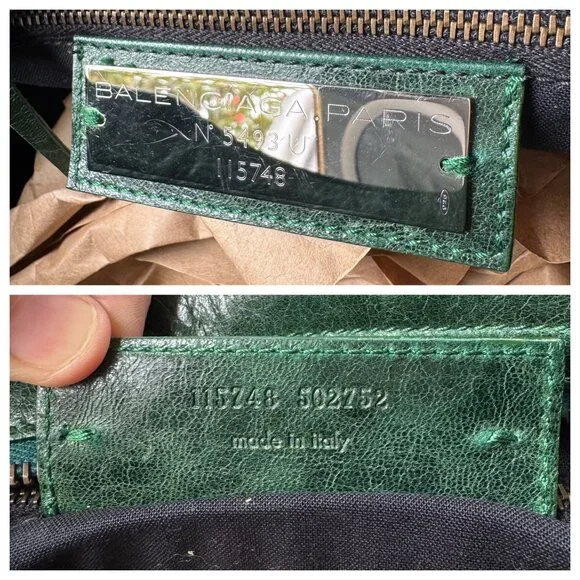 BALENCIAGA.PARIS
N° 5493 U
115748
115748 502752
made in italy